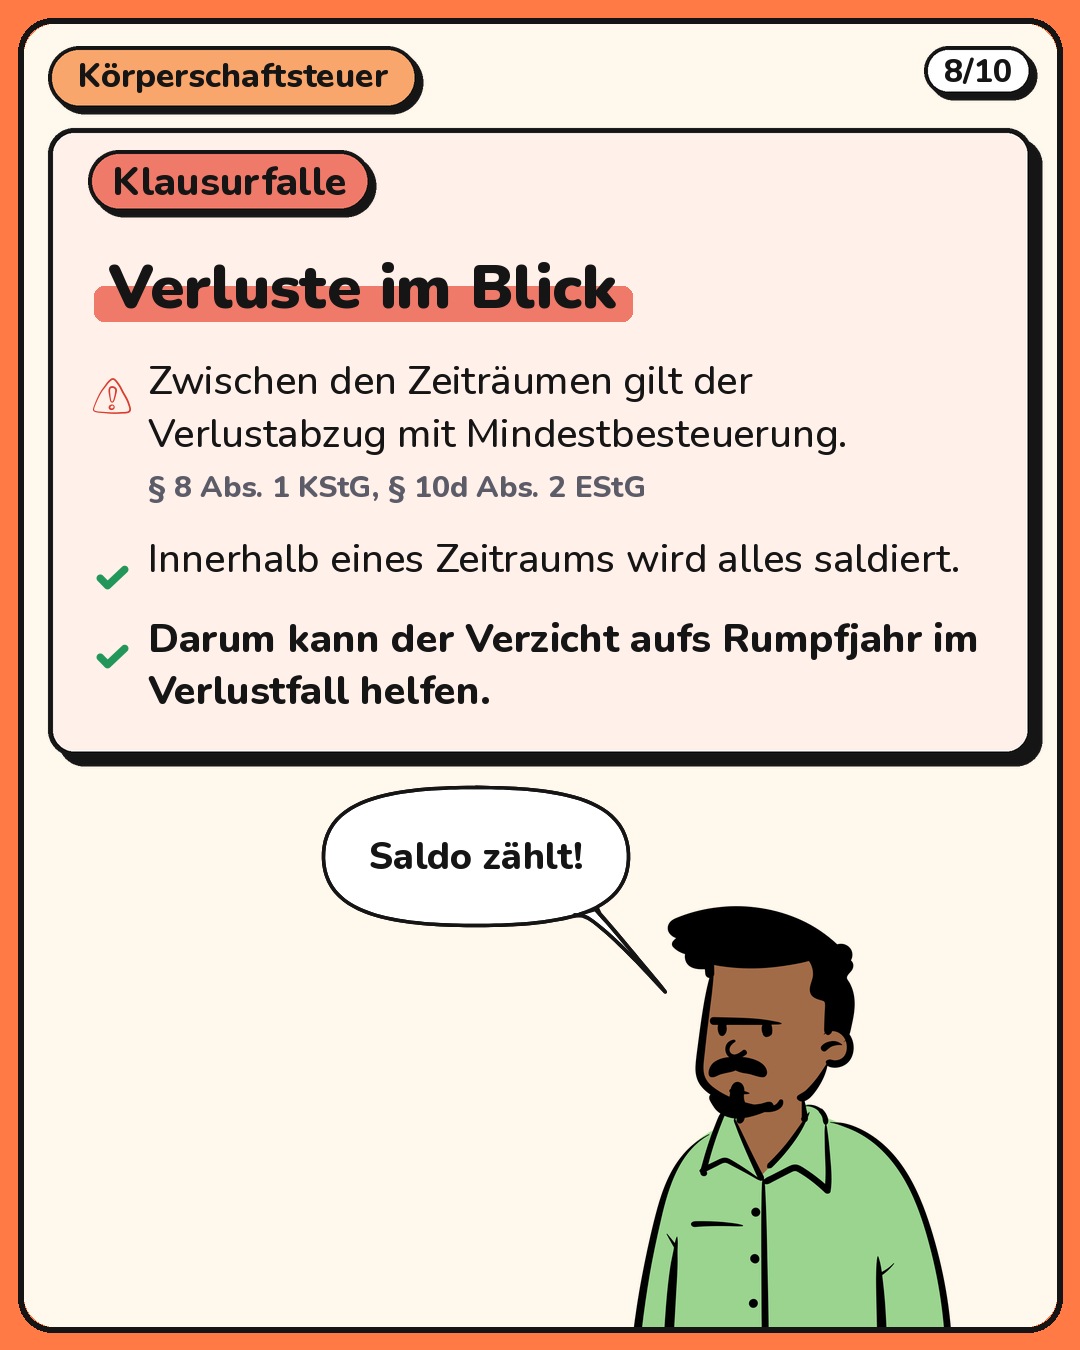 Körperschaftsteuer
8/10
Klausurfalle
Verluste im Blick
Zwischen den Zeiträumen gilt der
Verlustabzug mit Mindestbesteuerung.
§ 8 Abs. 1 KStG, § 10d Abs. 2 EStG
Innerhalb eines Zeitraums wird alles saldiert.
Darum kann der Verzicht aufs Rumpfjahr im
Verlustfall helfen.
Saldo zählt!